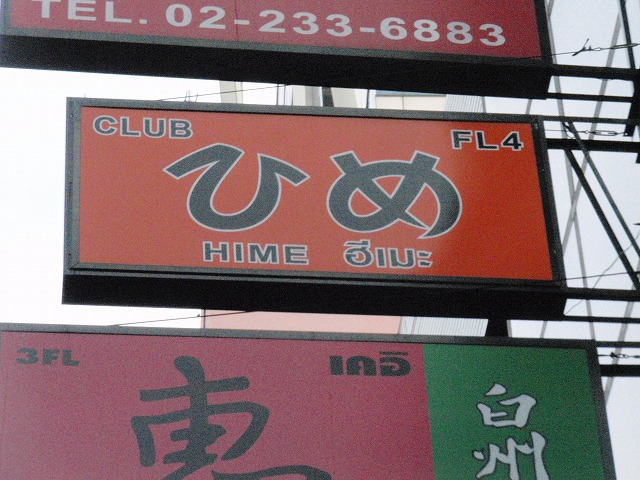 TEL. 02-233-6883
CLUB
FL4
ひめ
HIME ฮีเมะ
3FL
เคอิ
白州